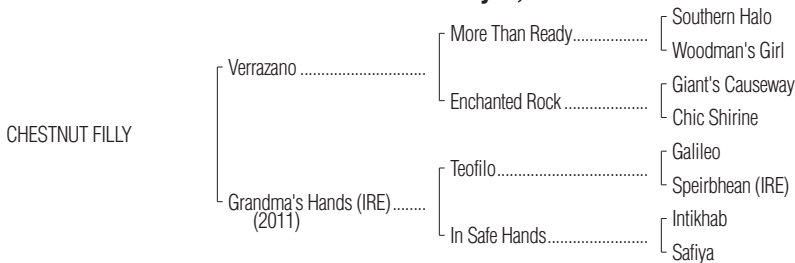 Southern Halo
More Than Ready.................
Woodman's Girl
Verrazano .............................
Giant's Causeway
Enchanted Rock ...................
Chic Shirine
CHESTNUT FILLY
Galileo
Teofilo...................................
Speirbhean (IRE)
Grandma's Hands (IRE)........
(2011)
Intikhab
In Safe Hands.......................
Safiya